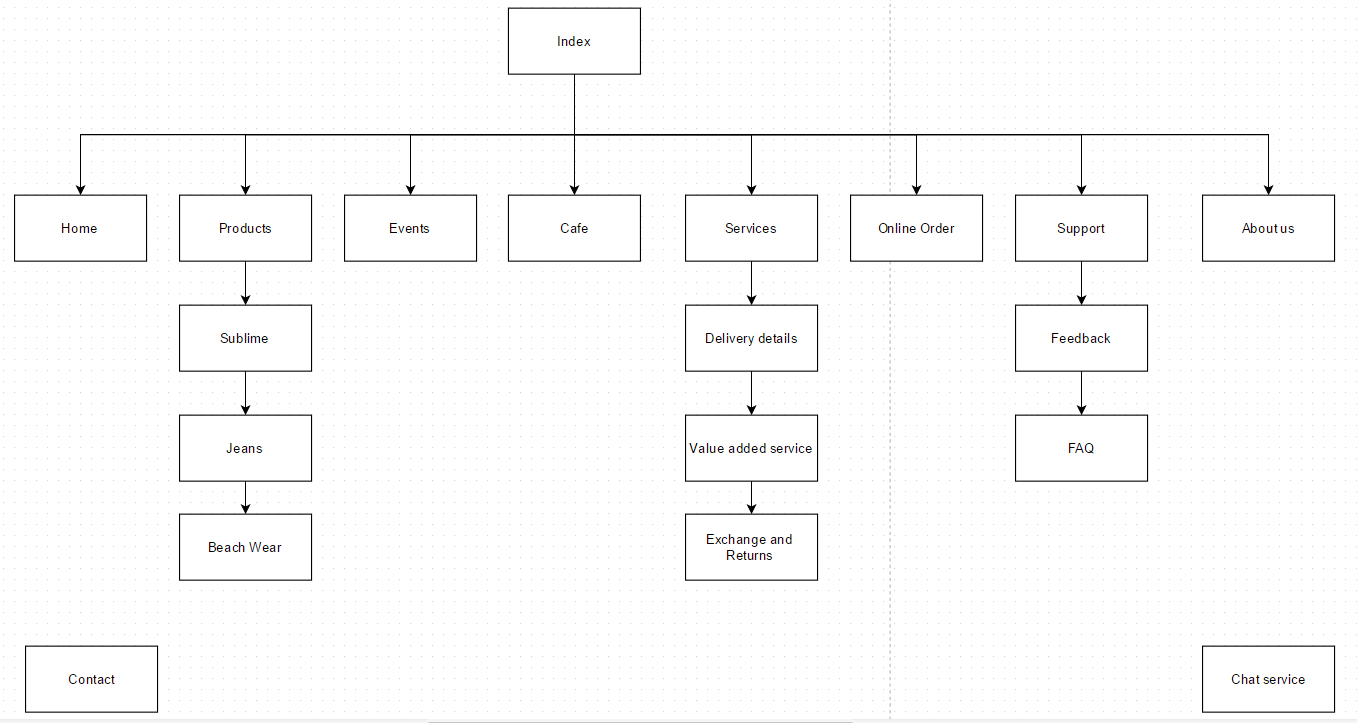 Index
Home
Products
Events
Cafe
Services
Online Order
Support
About us
Sublime
Delivery details
Feedback
Jeans
Value added service
FAQ
Beach Wear
Exchange and
Returns
Contact
Chat service